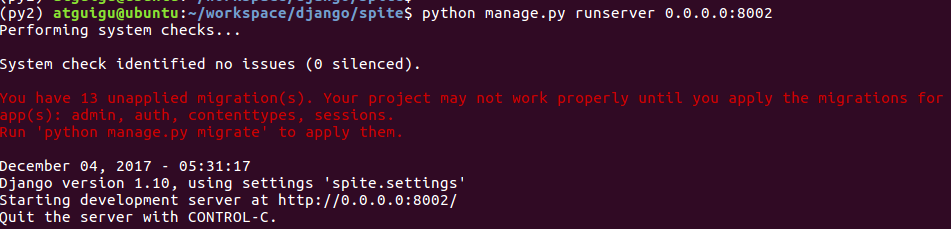 (py2) atguigu@ubuntu:~/workspace/django/spite$ python manage.py runserver 0.0.0.0:8002
Performing system checks...
System check identified no issues (0 silenced).
You have 13 unapplied migration(s). Your project may not work properly until you apply the migrations for
app(s): admin, auth, contenttypes, sessions.
Run 'python manage.py migrate' to apply them.
December 04, 2017 - 05:31:17
Django version 1.10, using settings 'spite.settings'
Starting development server at http://0.0.0.0:8002/
Quit the server with CONTROL-C.